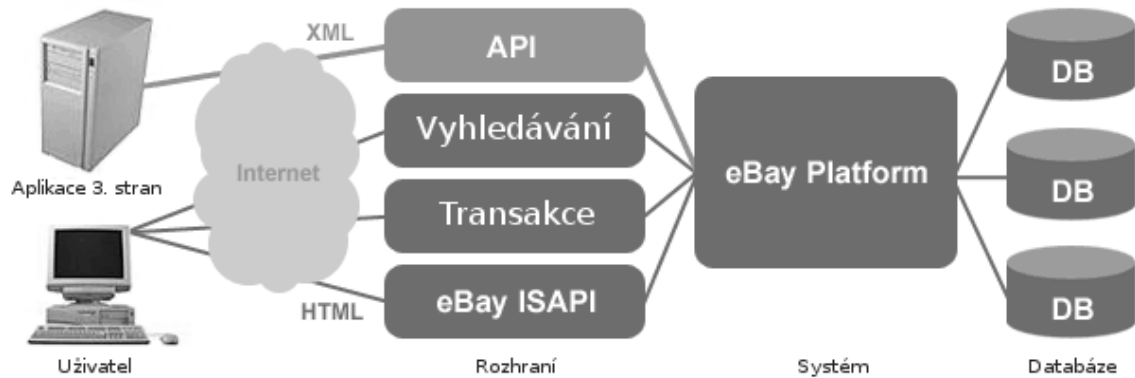 XML
API
DB
Vyhledávání
Internet
eBay Platform
DB
Aplikace 3. stran
Transakce
eBay ISAPI
HTML
DB
Uživatel
Rozhraní
Systém
Databáze